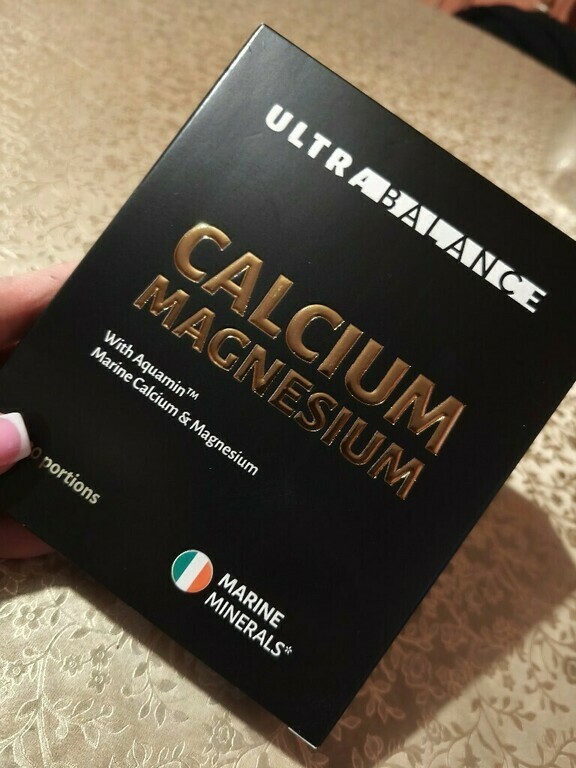 ULTRABALANCE
CALCIUM
MAGNESIUM
With Aquamin™
Marine Calcium & Magnesium
portions
MARINE
MINERALS*